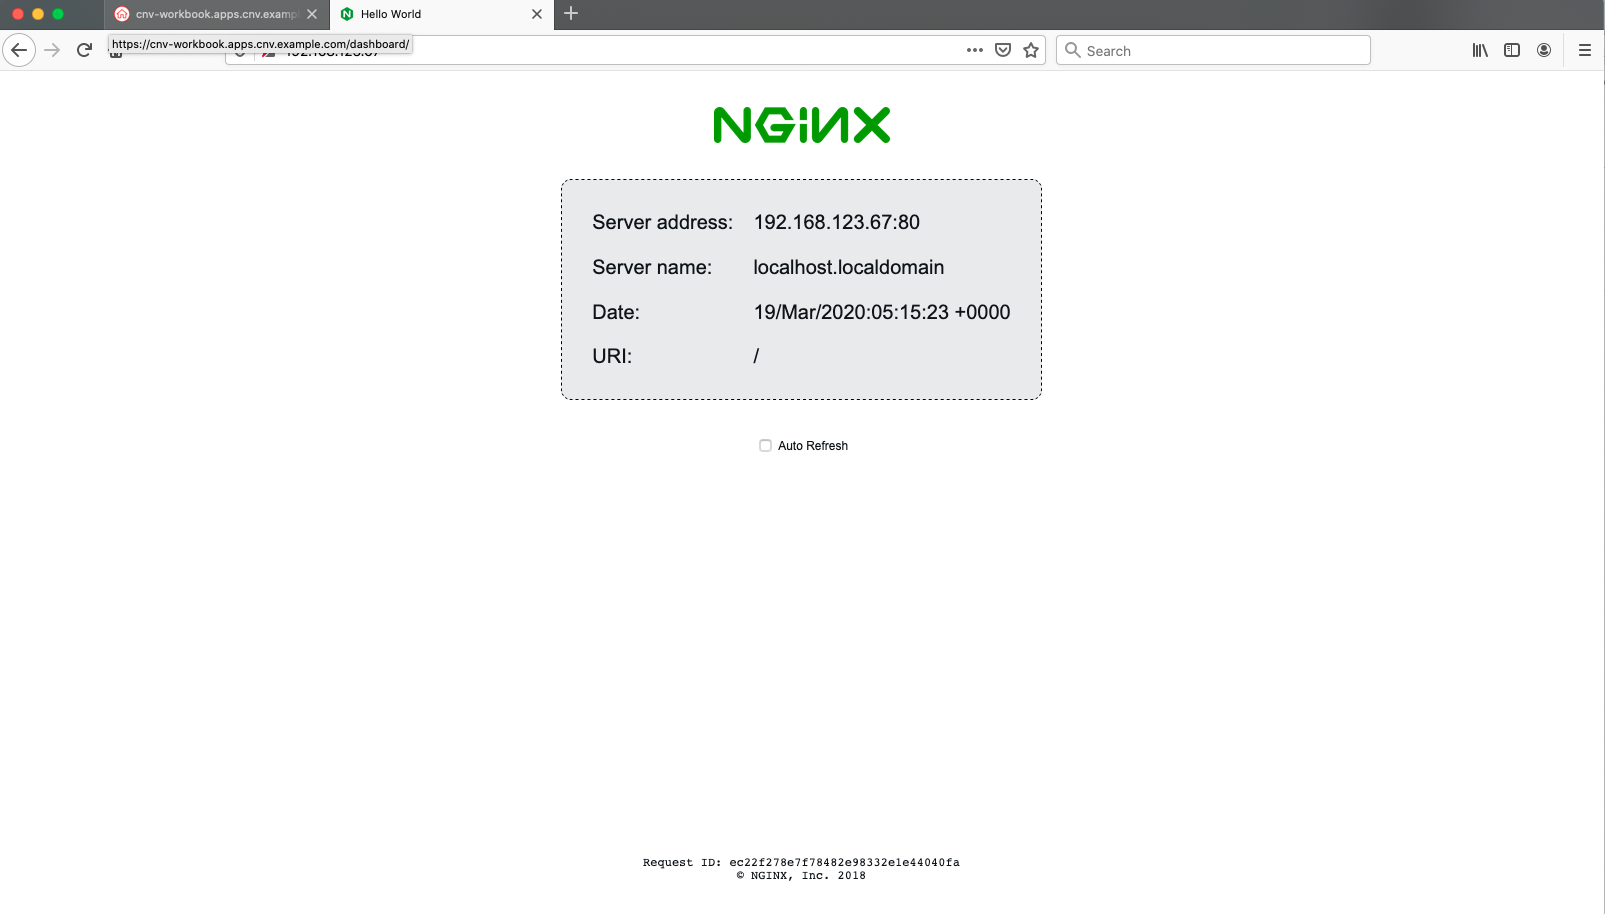 cnv-workbook.apps.cnv.examp
Hello World
https://cnv-workbook.apps.cnv.example.com/dashboard/
Search
NGINX
Server address: 192.168.123.67:80
Server name: localhost.localdomain
Date: 19/Mar/2020:05:15:23 +0000
URI: /
Auto Refresh
Request ID: ec22f278e7f78482e98332e1e44040fa
© NGINX, Inc. 2018